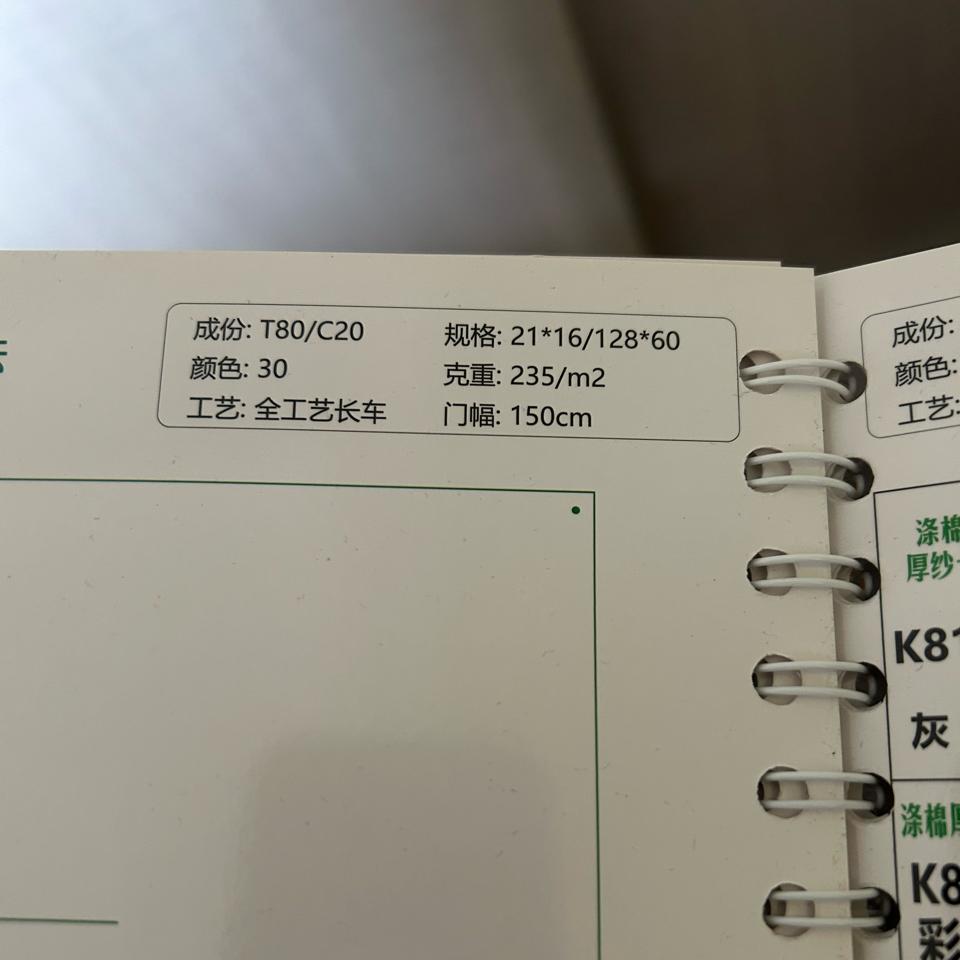 成份: T80/C20 规格: 21*16/128*60
颜色: 30 克重: 235/m2
工艺: 全工艺长车 门幅: 150cm
成份:
颜色:
工艺:
涤棉
厚纱
K81
灰
涤棉厚
K8
彩